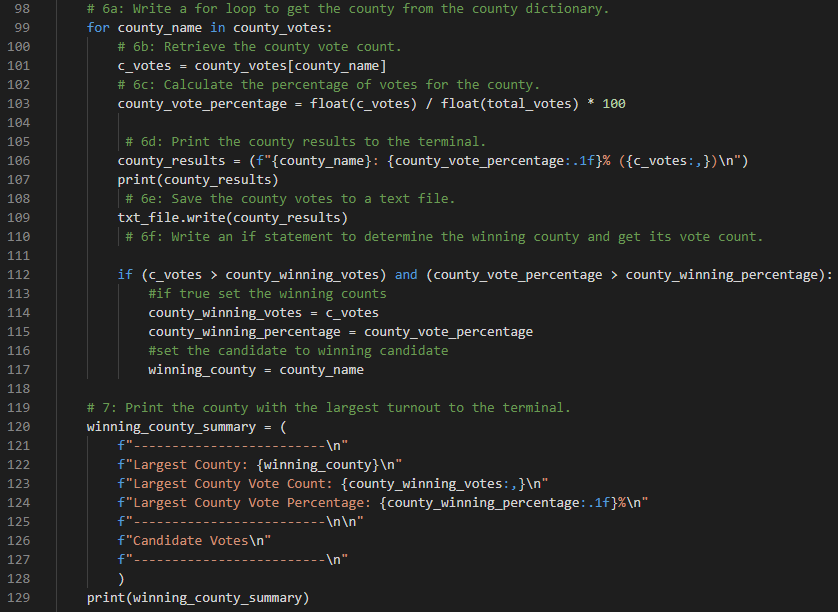 98 # 6a: Write a for loop to get the county from the county dictionary.
99 for county_name in county_votes:
100 # 6b: Retrieve the county vote count.
101 c_votes = county_votes[county_name]
102 # 6c: Calculate the percentage of votes for the county.
103 county_vote_percentage = float(c_votes) / float(total_votes) * 100
104
105 # 6d: Print the county results to the terminal.
106 county_results = (f"{county_name}: {county_vote_percentage:.1f}% ({c_votes:,})\n")
107 print(county_results)
108 # 6e: Save the county votes to a text file.
109 txt_file.write(county_results)
110 # 6f: Write an if statement to determine the winning county and get its vote count.
111
112 if (c_votes > county_winning_votes) and (county_vote_percentage > county_winning_percentage):
113 #if true set the winning counts
114 county_winning_votes = c_votes
115 county_winning_percentage = county_vote_percentage
116 #set the candidate to winning candidate
117 winning_county = county_name
118
119 # 7: Print the county with the largest turnout to the terminal.
120 winning_county_summary = (
121 f"-------------------------\n"
122 f"Largest County: {winning_county}\n"
123 f"Largest County Vote Count: {county_winning_votes:,}\n"
124 f"Largest County Vote Percentage: {county_winning_percentage:.1f}%\n"
125 f"-------------------------\n\n"
126 f"Candidate Votes\n"
127 f"-------------------------\n"
128 )
129 print(winning_county_summary)